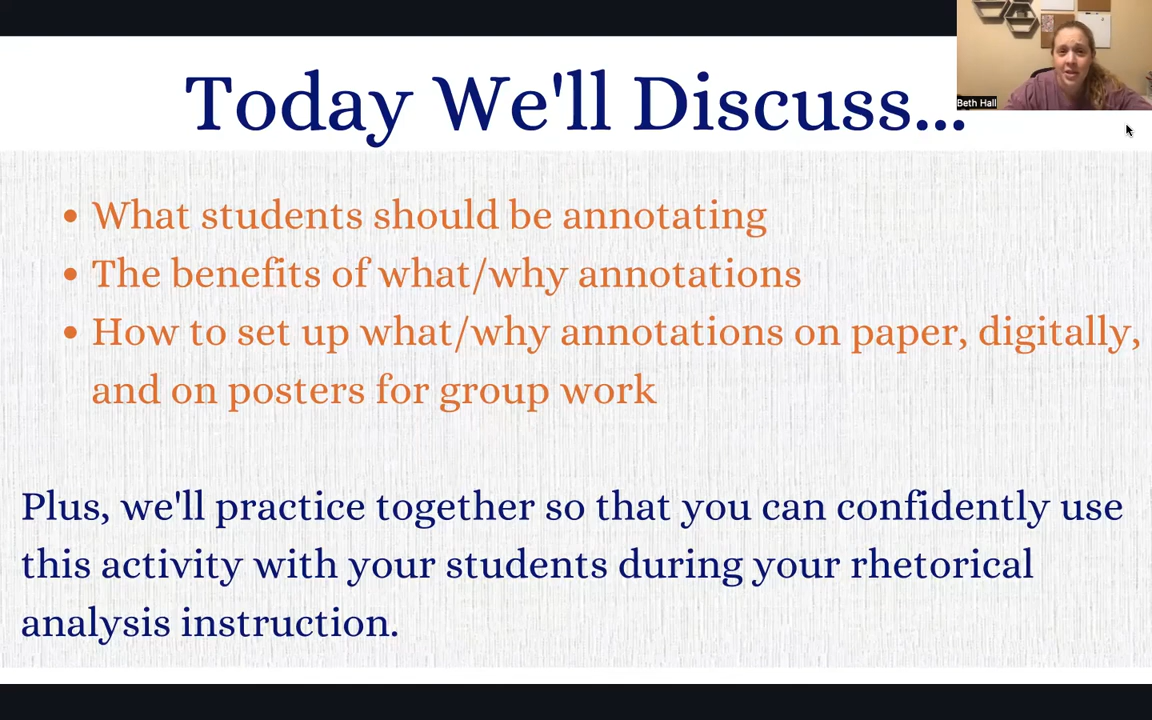 Today We'll Discuss...
Beth Hall
• What students should be annotating
• The benefits of what/why annotations
• How to set up what/why annotations on paper, digitally,
and on posters for group work
Plus, we'll practice together so that you can confidently use
this activity with your students during your rhetorical
analysis instruction.